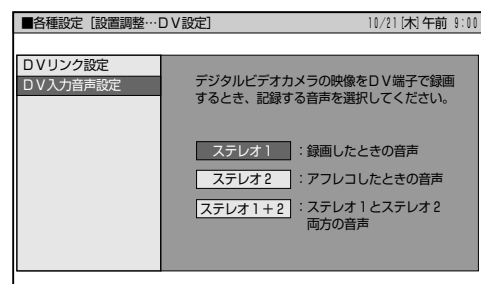 ■各種設定［設置調整…ＤＶ設定］ 10/21［木］午前 9:00
ＤＶリンク設定
ＤＶ入力音声設定
デジタルビデオカメラの映像をＤＶ端子で録画
するとき、記録する音声を選択してください。
ステレオ１ ：録画したときの音声
ステレオ２ ：アフレコしたときの音声
ステレオ１＋２ ：ステレオ１とステレオ２
両方の音声